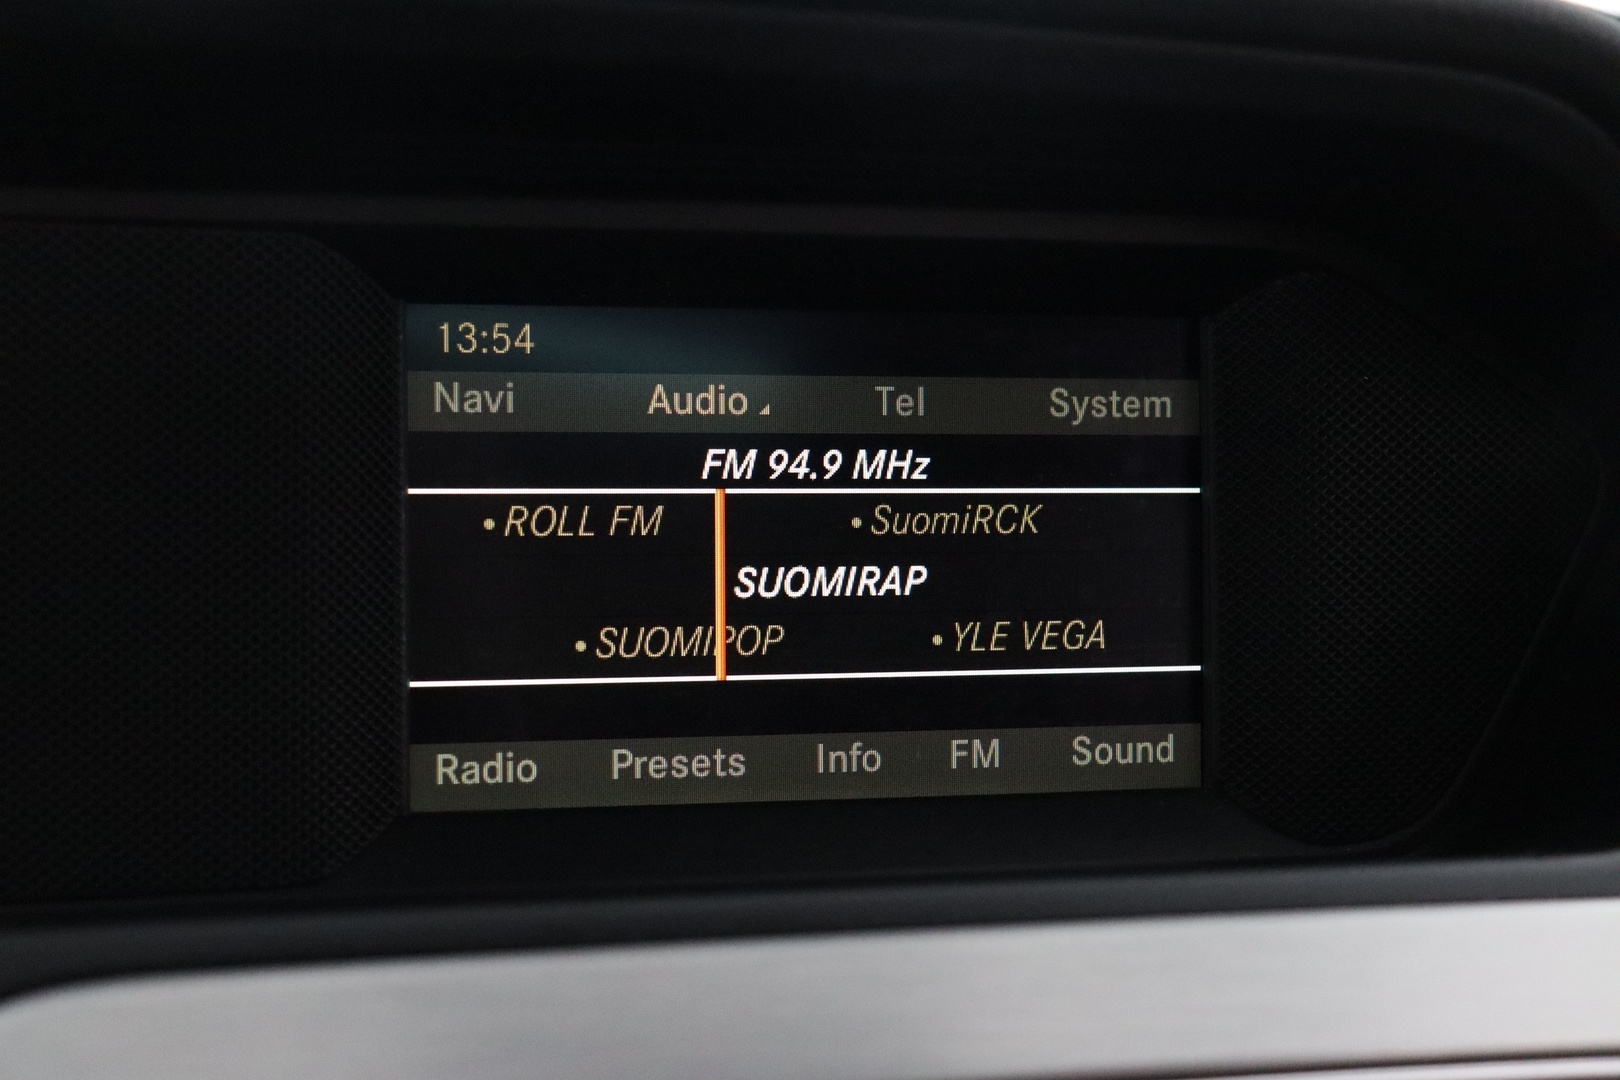 13:54
Navi Audio Tel System
FM 94.9 MHz
•ROLL FM •SuomiRCK
SUOMIRAP
•SUOMIPOP •YLE VEGA
Radio Presets Info FM Sound